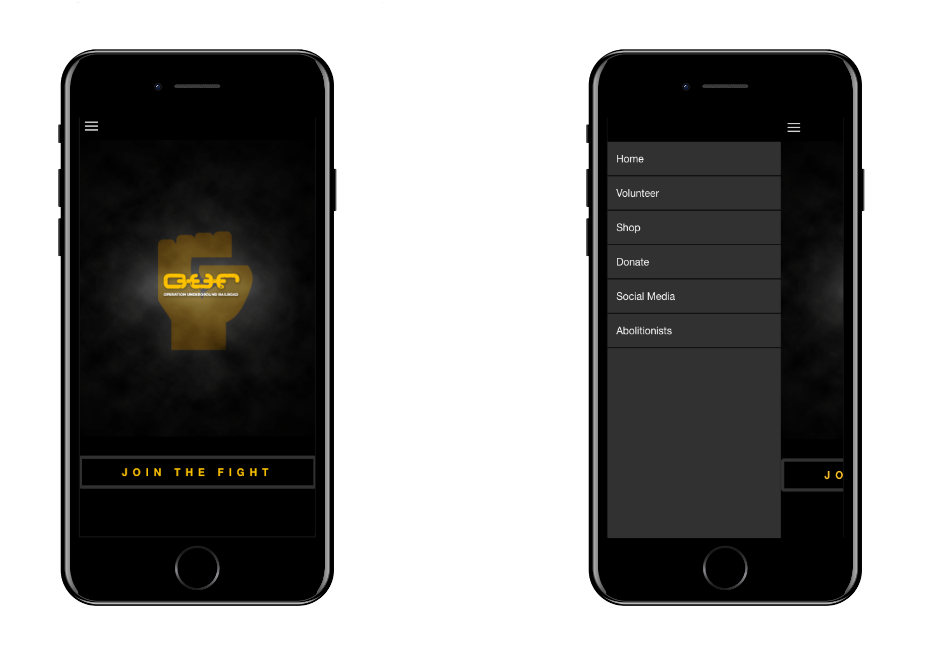 OUR
OPERATION UNDERGROUND RAILROAD
JOIN THE FIGHT
Home
Volunteer
Shop
Donate
Social Media
Abolitionists
JO